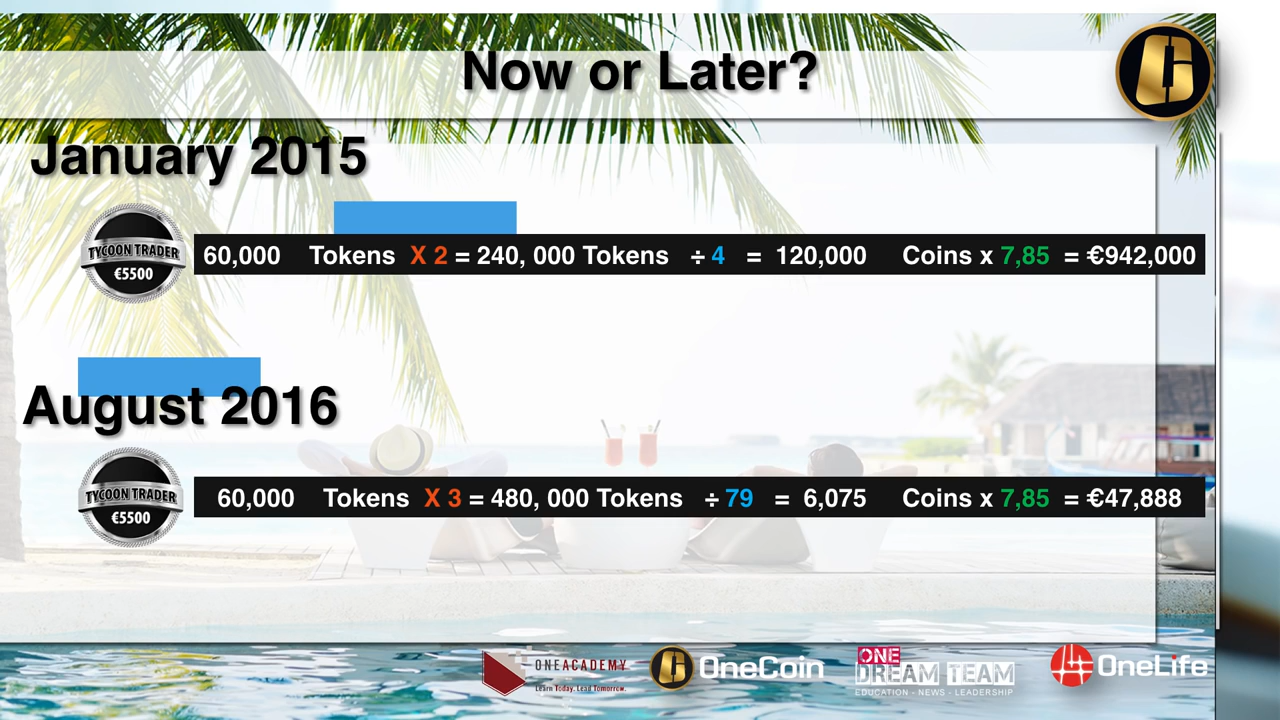 Now or Later?
January 2015
TYCOON TRADER
€5500
60,000 Tokens X 2 = 240, 000 Tokens ÷ 4 = 120,000 Coins x 7,85 = €942,000
August 2016
TYCOON TRADER
€5500
60,000 Tokens X 3 = 480, 000 Tokens ÷ 79 = 6,075 Coins x 7,85 = €47,888
ONEACADEMY
Learn Today. Lead Tomorrow.
OneCoin
ONE
DREAM TEAM
EDUCATION - NEWS - LEADERSHIP
OneLife